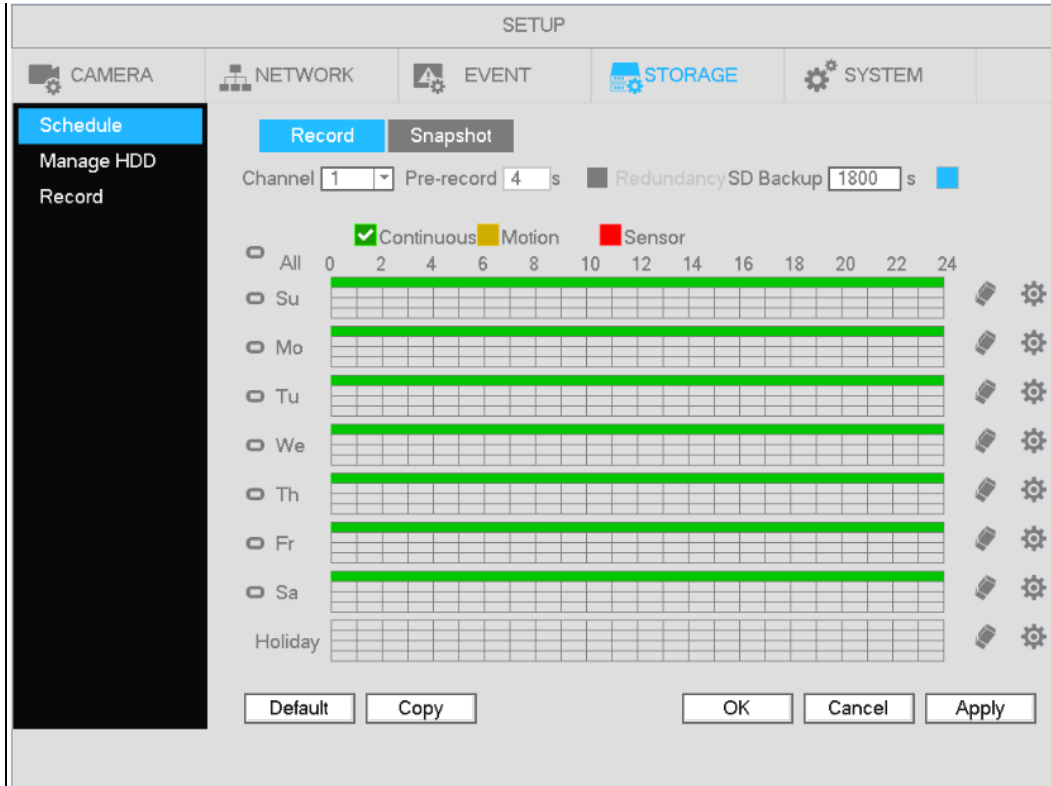 SETUP
CAMERA NETWORK EVENT STORAGE SYSTEM
Schedule
Manage HDD
Record
Record Snapshot
Channel 1 Pre-record 4 s Redundancy SD Backup 1800 s
Continuous Motion Sensor
All 0 2 4 6 8 10 12 14 16 18 20 22 24
Su
Mo
Tu
We
Th
Fr
Sa
Holiday
Default Copy OK Cancel Apply